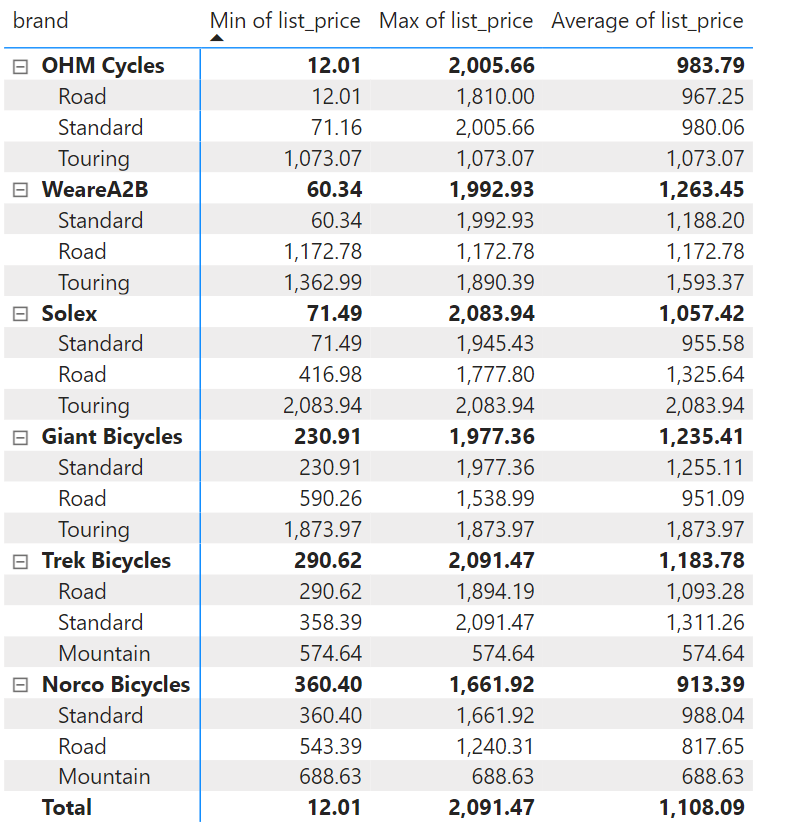 brand Min of list_price Max of list_price Average of list_price
OHM Cycles 12.01 2,005.66 983.79
Road 12.01 1,810.00 967.25
Standard 71.16 2,005.66 980.06
Touring 1,073.07 1,073.07 1,073.07
WeareA2B 60.34 1,992.93 1,263.45
Standard 60.34 1,992.93 1,188.20
Road 1,172.78 1,172.78 1,172.78
Touring 1,362.99 1,890.39 1,593.37
Solex 71.49 2,083.94 1,057.42
Standard 71.49 1,945.43 955.58
Road 416.98 1,777.80 1,325.64
Touring 2,083.94 2,083.94 2,083.94
Giant Bicycles 230.91 1,977.36 1,235.41
Standard 230.91 1,977.36 1,255.11
Road 590.26 1,538.99 951.09
Touring 1,873.97 1,873.97 1,873.97
Trek Bicycles 290.62 2,091.47 1,183.78
Road 290.62 1,894.19 1,093.28
Standard 358.39 2,091.47 1,311.26
Mountain 574.64 574.64 574.64
Norco Bicycles 360.40 1,661.92 913.39
Standard 360.40 1,661.92 988.04
Road 543.39 1,240.31 817.65
Mountain 688.63 688.63 688.63
Total 12.01 2,091.47 1,108.09